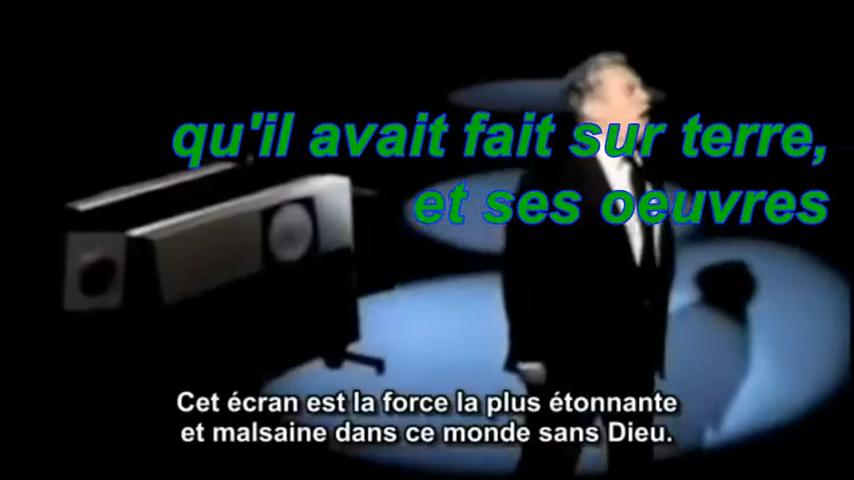 qu'il avait fait sur terre,
et ses oeuvres
Cet écran est la force la plus étonnante
et malsaine dans ce monde sans Dieu.